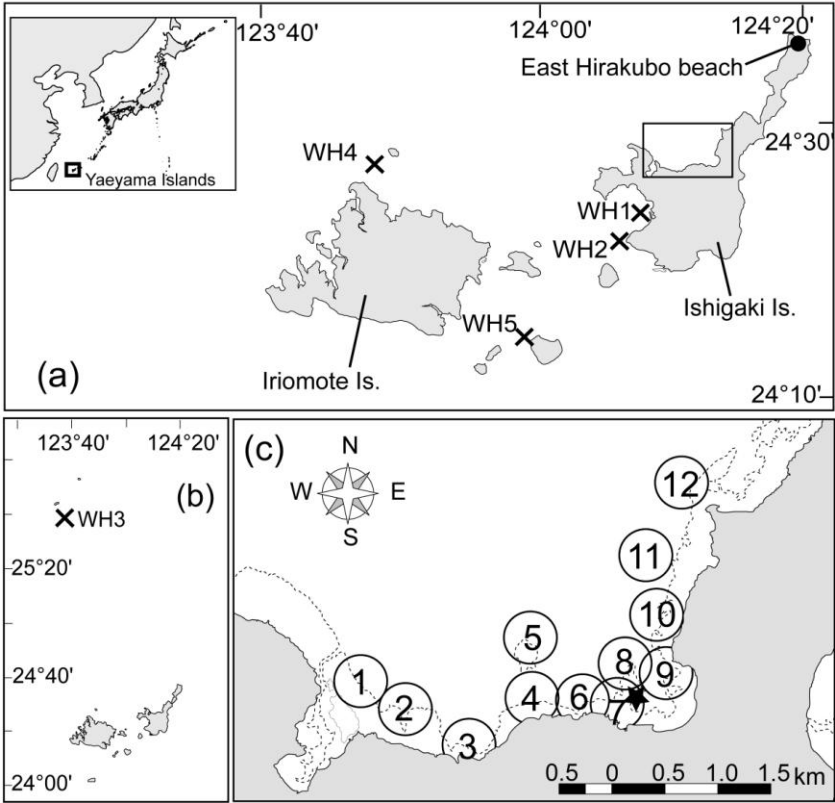 123°40'
124°00'
124°20'
East Hirakubo beach
24°30'
Yaeyama Islands
WH4
WH1
WH2
Ishigaki Is.
WH5
(a)
Iriomote Is.
24°10'
123°40' 124°20'
(b)
WH3
25°20'
24°40'
24°00'
(c)
N
W E
S
12
11
10
5
8
9
1
2
4
6
7
3
0.5 0 0.5 1.0 1.5 km